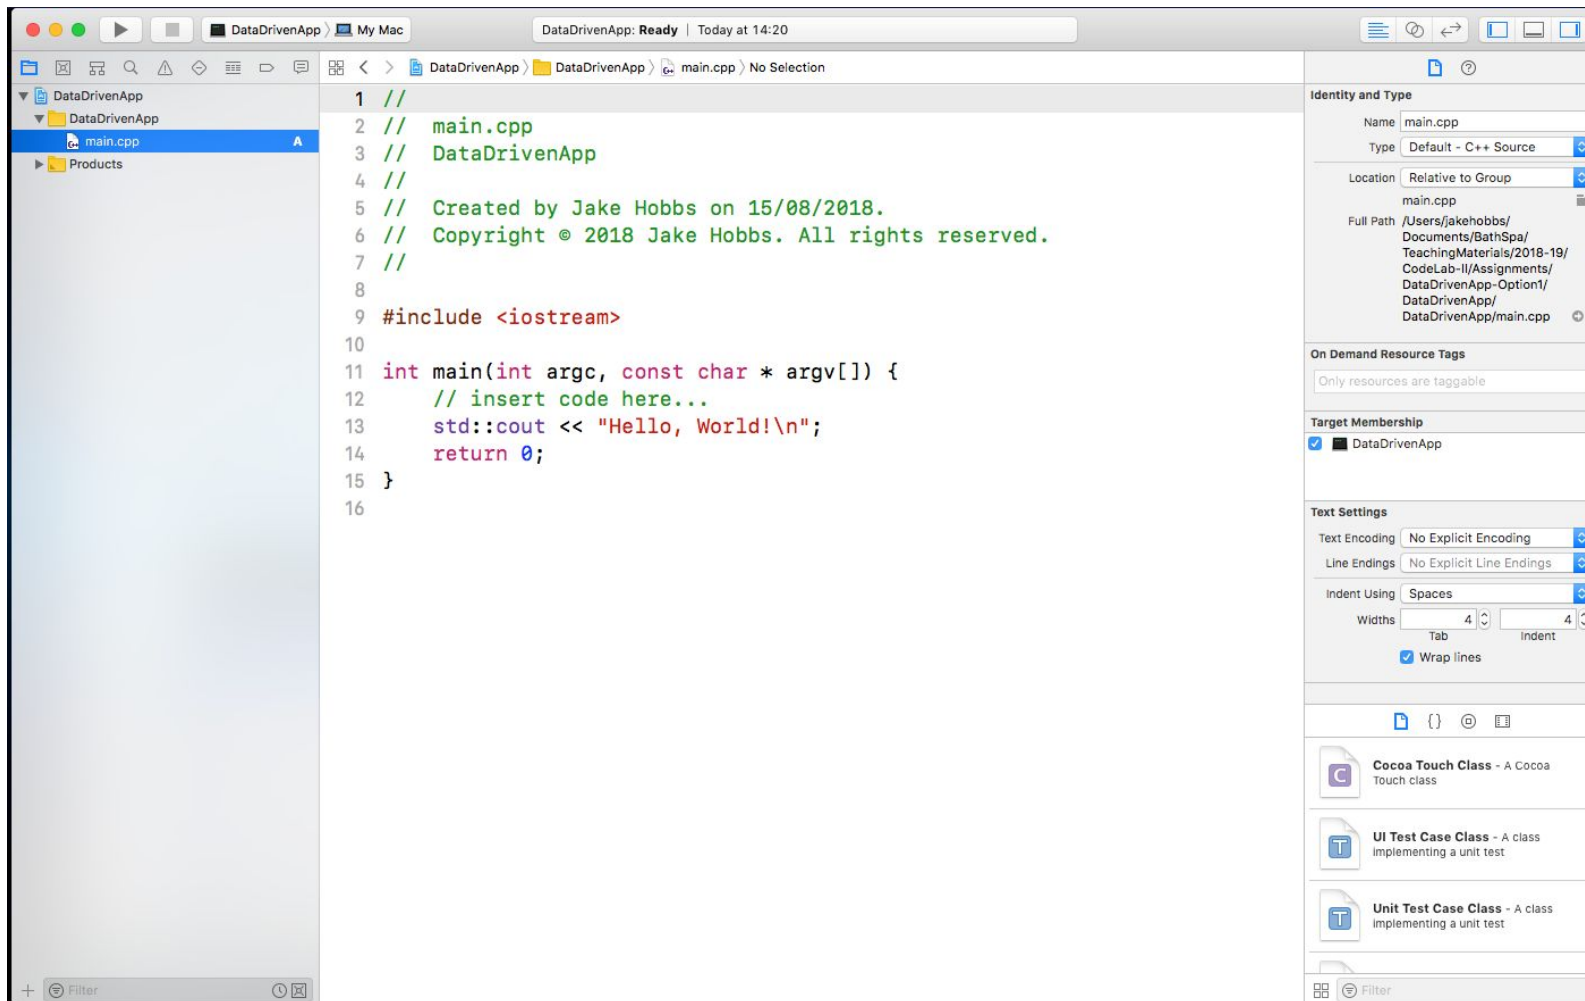 DataDrivenApp 〉 My Mac
DataDrivenApp: Ready | Today at 14:20
DataDrivenApp 〉 DataDrivenApp 〉 main.cpp 〉 No Selection
DataDrivenApp
DataDrivenApp
main.cpp A
Products
Filter
1 //
2 //  main.cpp
3 //  DataDrivenApp
4 //
5 //  Created by Jake Hobbs on 15/08/2018.
6 //  Copyright © 2018 Jake Hobbs. All rights reserved.
7 //
8
9 #include <iostream>
10
11 int main(int argc, const char * argv[]) {
12     // insert code here...
13     std::cout << "Hello, World!\n";
14     return 0;
15 }
16
Identity and Type
Name main.cpp
Type Default - C++ Source
Location Relative to Group
main.cpp
Full Path /Users/jakehobbs/
Documents/BathSpa/
TeachingMaterials/2018-19/
CodeLab-II/Assignments/
DataDrivenApp-Option1/
DataDrivenApp/
DataDrivenApp/main.cpp
On Demand Resource Tags
Only resources are taggable
Target Membership
DataDrivenApp
Text Settings
Text Encoding No Explicit Encoding
Line Endings No Explicit Line Endings
Indent Using Spaces
Widths 4 4
Tab Indent
Wrap lines
{}
C
Cocoa Touch Class - A Cocoa
Touch class
T
UI Test Case Class - A class
implementing a unit test
T
Unit Test Case Class - A class
implementing a unit test
Filter